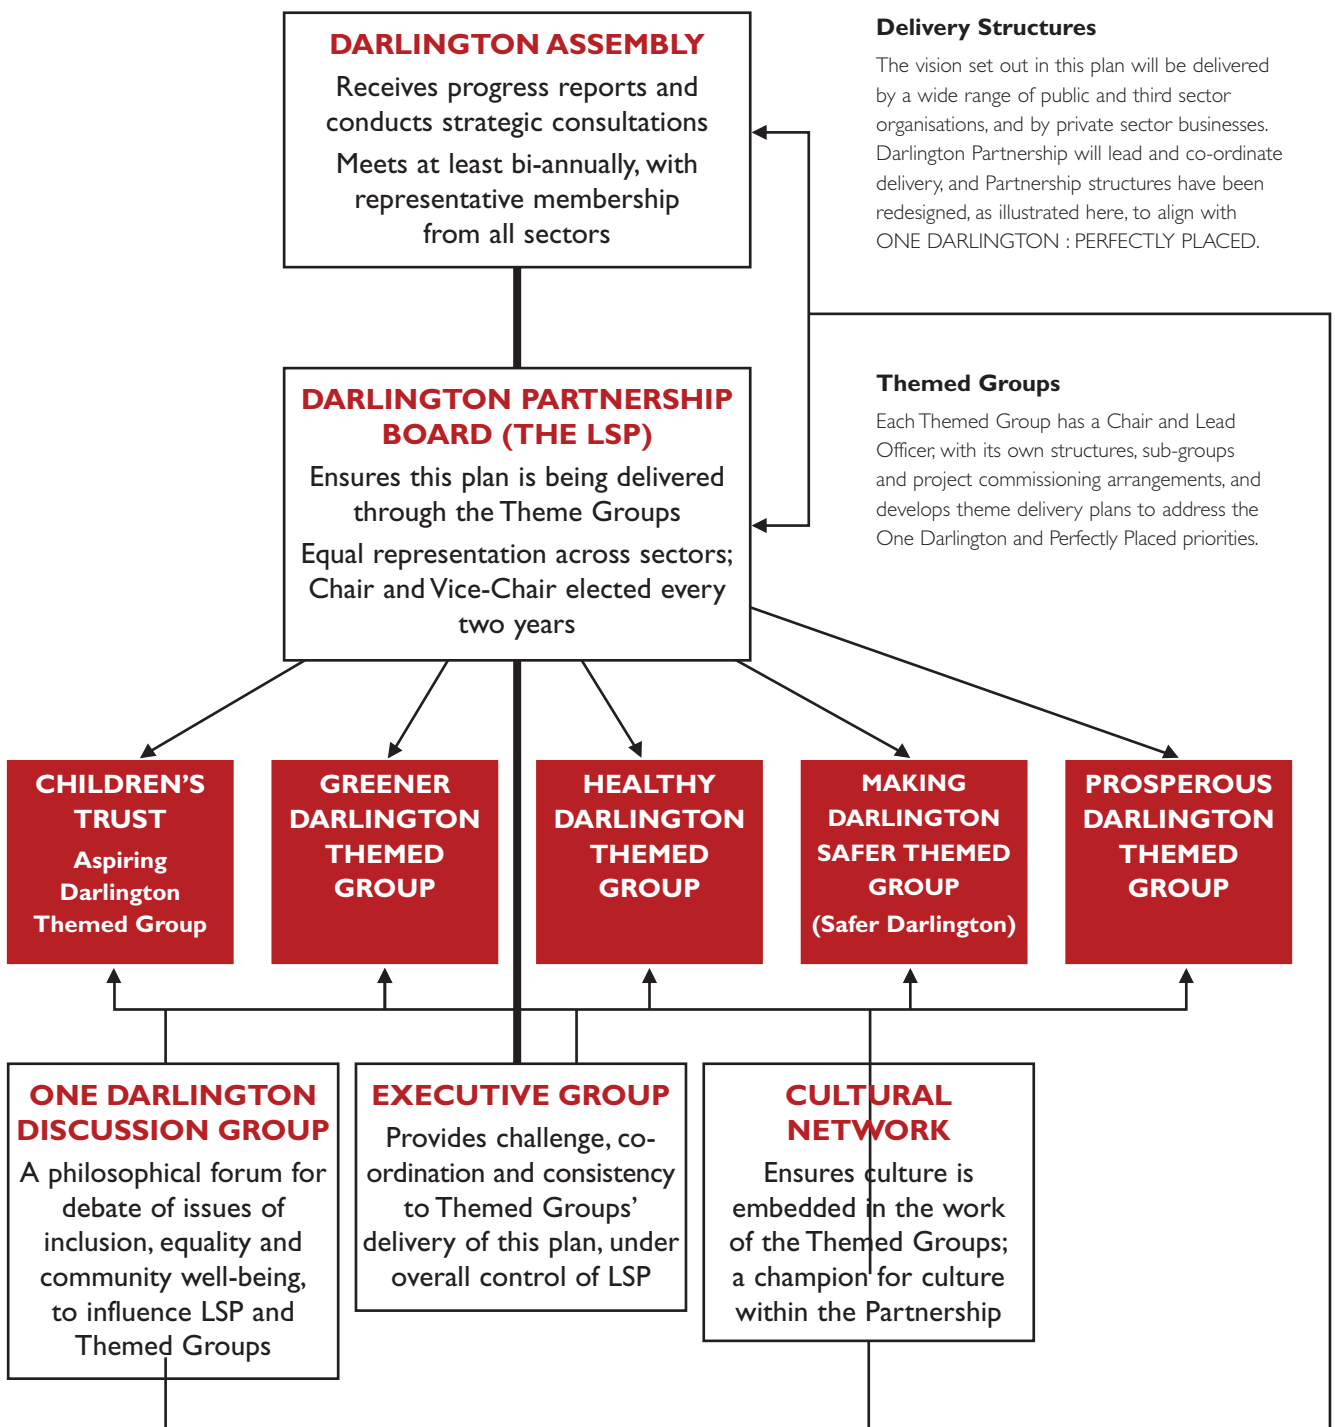 DARLINGTON ASSEMBLY
Receives progress reports and
conducts strategic consultations
Meets at least bi-annually, with
representative membership
from all sectors
Delivery Structures
The vision set out in this plan will be delivered
by a wide range of public and third sector
organisations, and by private sector businesses.
Darlington Partnership will lead and co-ordinate
delivery, and Partnership structures have been
redesigned, as illustrated here, to align with
ONE DARLINGTON : PERFECTLY PLACED.
DARLINGTON PARTNERSHIP
BOARD (THE LSP)
Ensures this plan is being delivered
through the Theme Groups
Equal representation across sectors;
Chair and Vice-Chair elected every
two years
Themed Groups
Each Themed Group has a Chair and Lead
Officer, with its own structures, sub-groups
and project commissioning arrangements, and
develops theme delivery plans to address the
One Darlington and Perfectly Placed priorities.
CHILDREN'S
TRUST
Aspiring
Darlington
Themed Group
GREENER
DARLINGTON
THEMED
GROUP
HEALTHY
DARLINGTON
THEMED
GROUP
MAKING
DARLINGTON
SAFER THEMED
GROUP
(Safer Darlington)
PROSPEROUS
DARLINGTON
THEMED
GROUP
ONE DARLINGTON
DISCUSSION GROUP
A philosophical forum for
debate of issues of
inclusion, equality and
community well-being,
to influence LSP and
Themed Groups
EXECUTIVE GROUP
Provides challenge, co-
ordination and consistency
to Themed Groups'
delivery of this plan, under
overall control of LSP
CULTURAL
NETWORK
Ensures culture is
embedded in the work
of the Themed Groups;
a champion for culture
within the Partnership